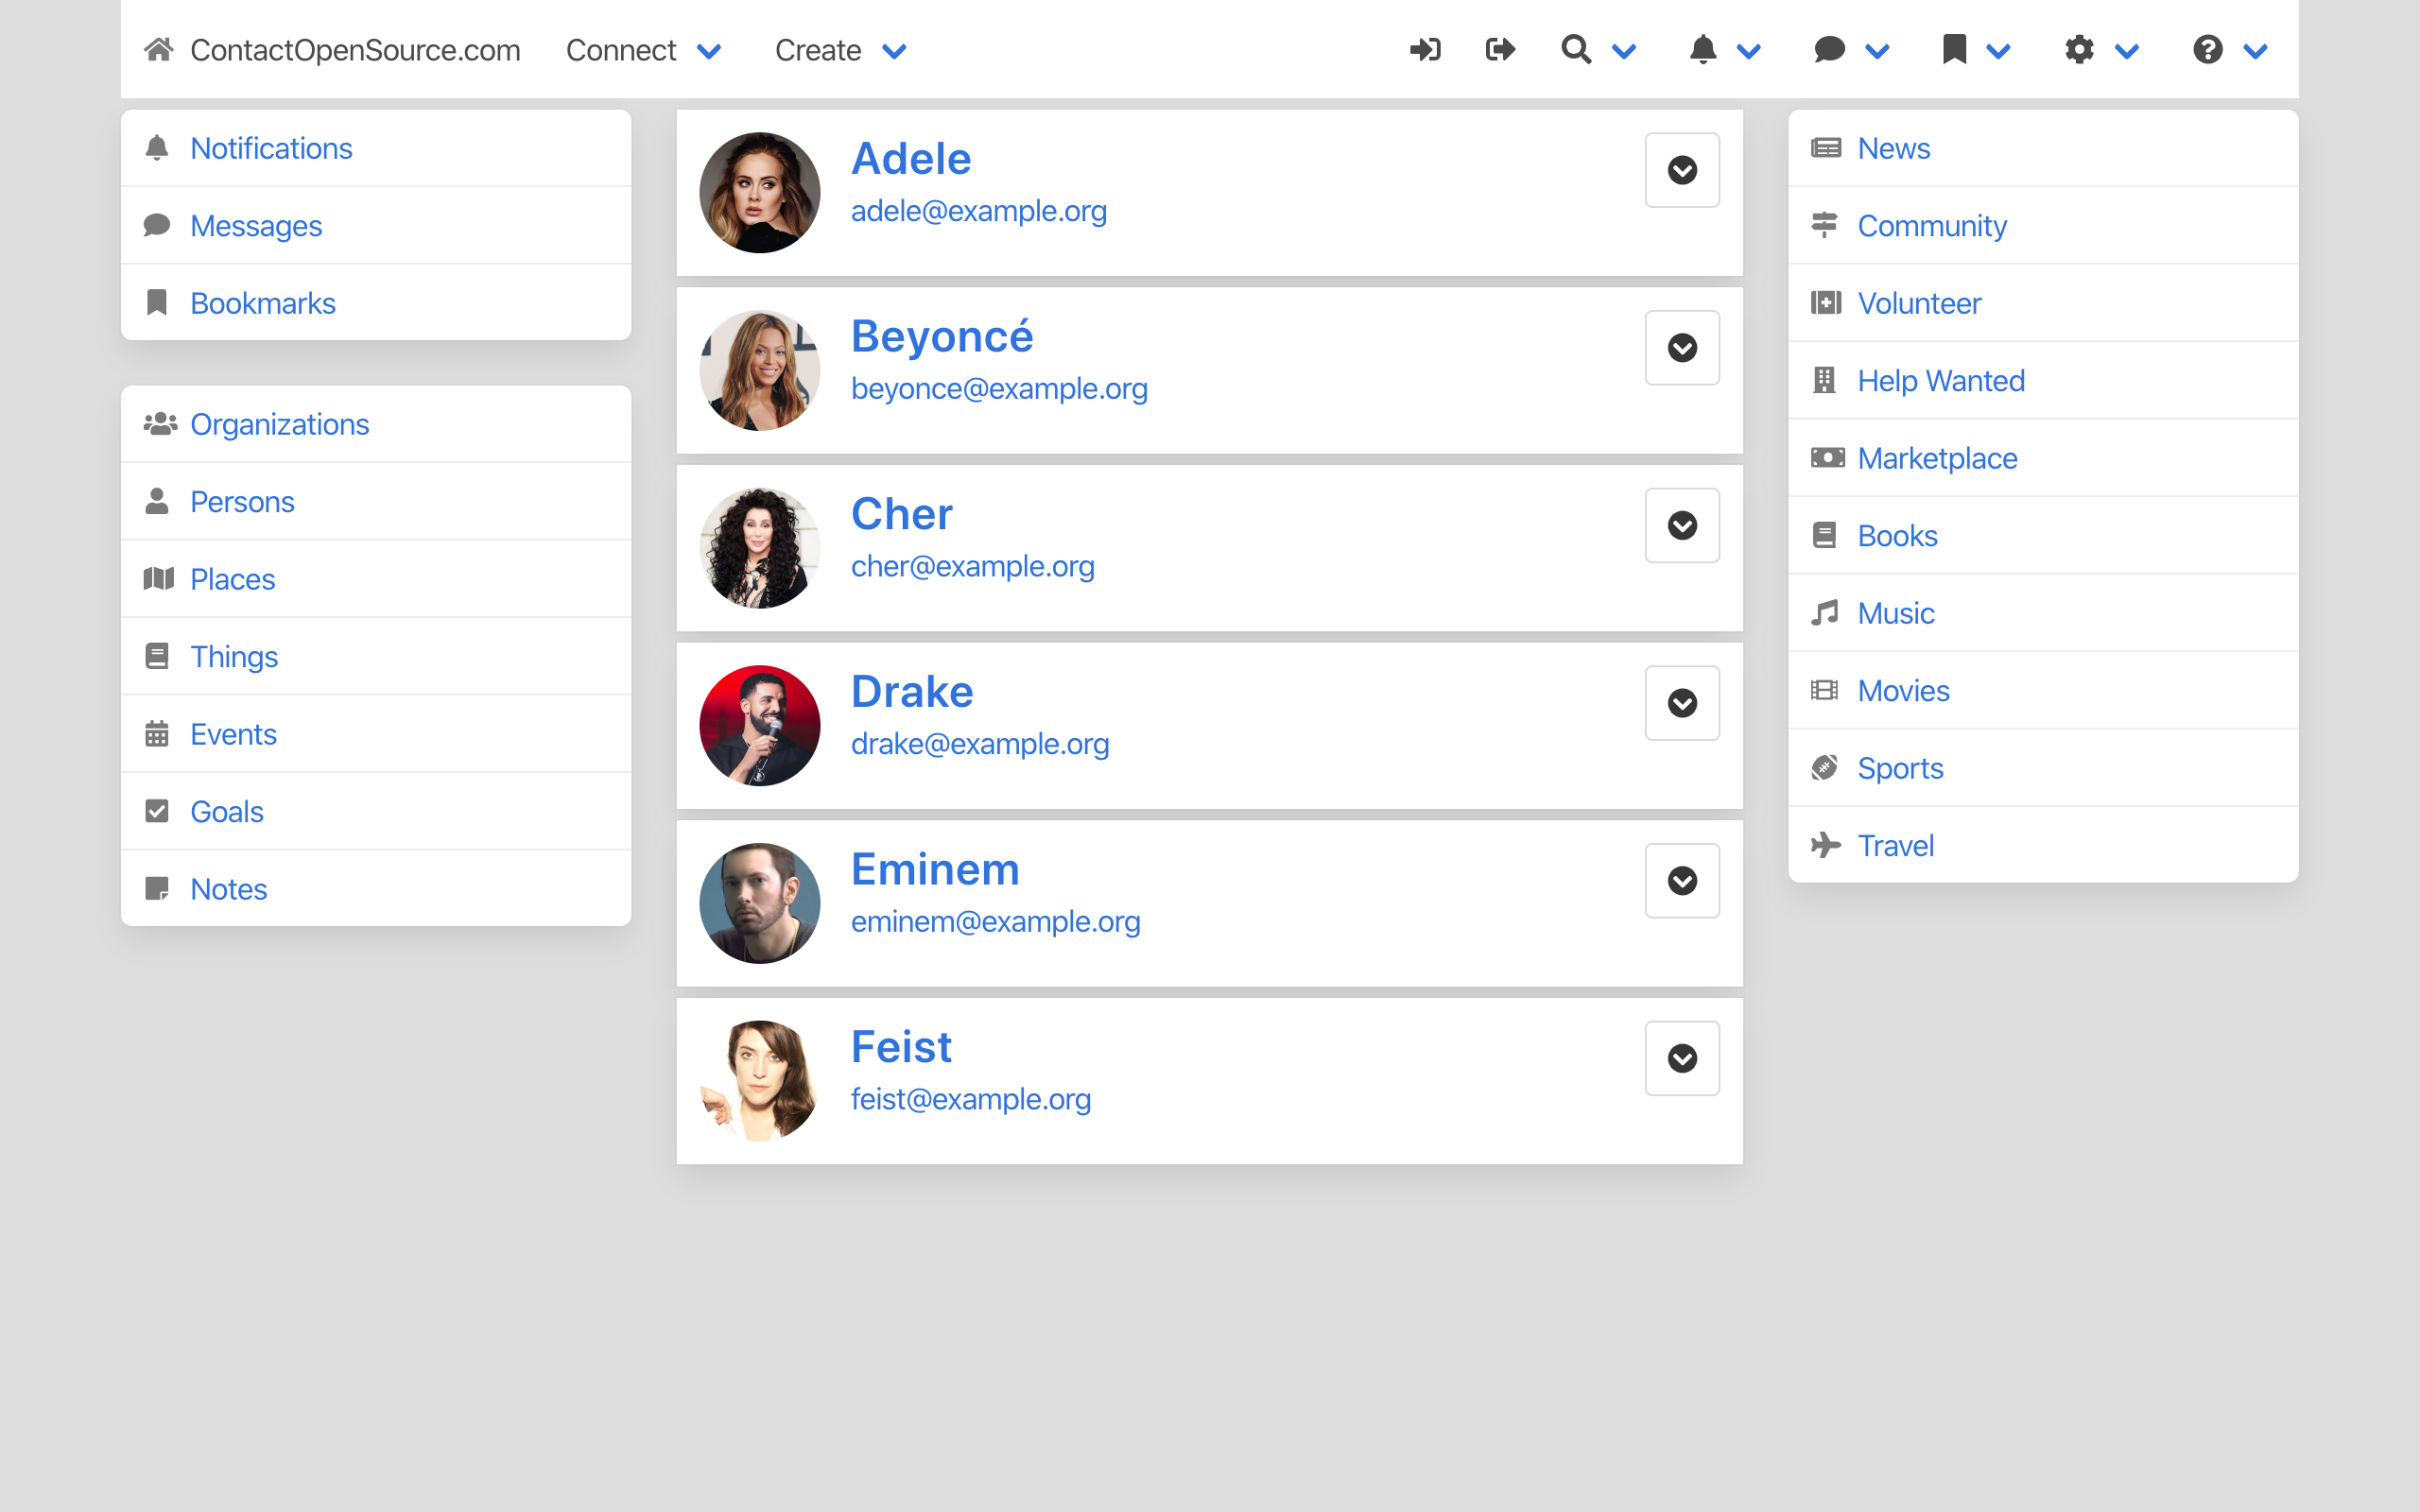 ContactOpenSource.com Connect Create
Notifications
Messages
Bookmarks
Organizations
Persons
Places
Things
Events
Goals
Notes
Adele
adele@example.org
Beyoncé
beyonce@example.org
Cher
cher@example.org
Drake
drake@example.org
Eminem
eminem@example.org
Feist
feist@example.org
News
Community
Volunteer
Help Wanted
Marketplace
Books
Music
Movies
Sports
Travel